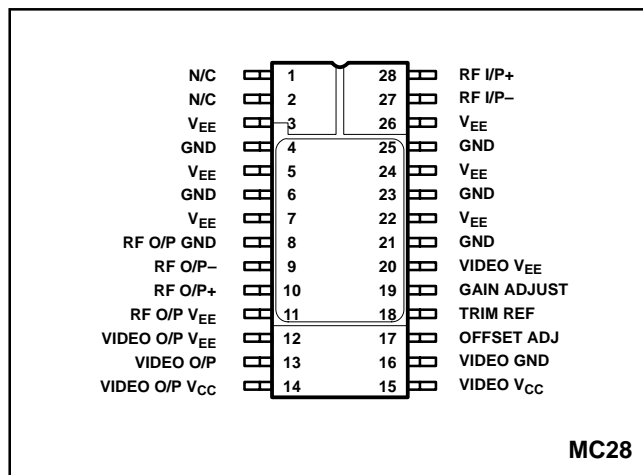 N/C 1 28 RF I/P+
N/C 2 27 RF I/P–
VEE 3 26 VEE
GND 4 25 GND
VEE 5 24 VEE
GND 6 23 GND
VEE 7 22 VEE
RF O/P GND 8 21 GND
RF O/P– 9 20 VIDEO VEE
RF O/P+ 10 19 GAIN ADJUST
RF O/P VEE 11 18 TRIM REF
VIDEO O/P VEE 12 17 OFFSET ADJ
VIDEO O/P 13 16 VIDEO GND
VIDEO O/P VCC 14 15 VIDEO VCC
MC28